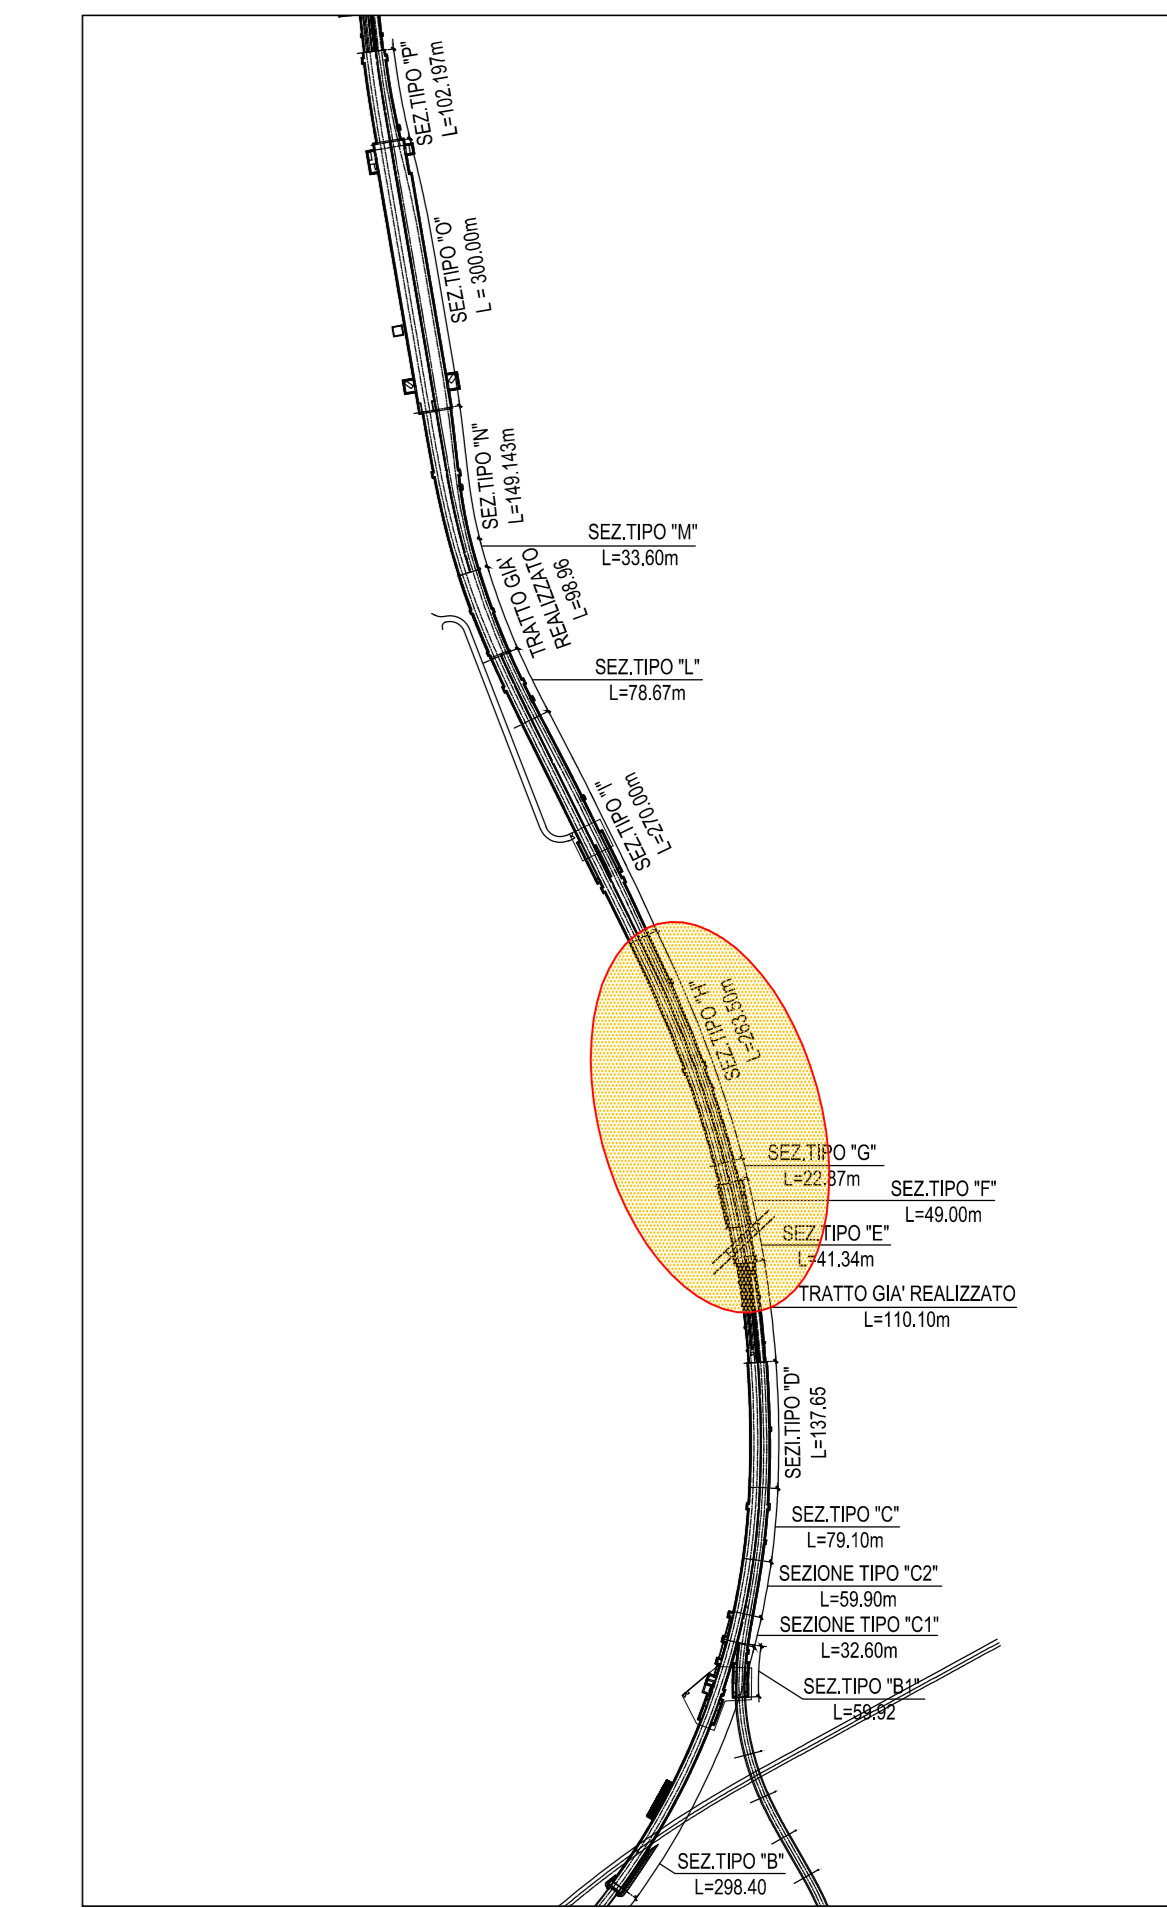 SEZ.TIPO "P"
L=102.197m
SEZ.TIPO "O"
L = 300.00m
SEZ.TIPO "N"
L=149.143m
SEZ.TIPO "M"
L=33.60m
TRATTO GIA'
REALIZZATO
L=98.96
SEZ.TIPO "L"
L=78.67m
SEZ.TIPO "I"
L=270.00m
SEZ.TIPO "H"
L=263.50m
SEZ.TIPO "G"
L=22.87m
SEZ.TIPO "F"
L=49.00m
SEZ.TIPO "E"
L=41.34m
TRATTO GIA' REALIZZATO
L=110.10m
SEZI.TIPO "D"
L=137.65
SEZ.TIPO "C"
L=79.10m
SEZIONE TIPO "C2"
L=59.90m
SEZIONE TIPO "C1"
L=32.60m
SEZ.TIPO "B1"
L=59.92
SEZ.TIPO "B"
L=298.40